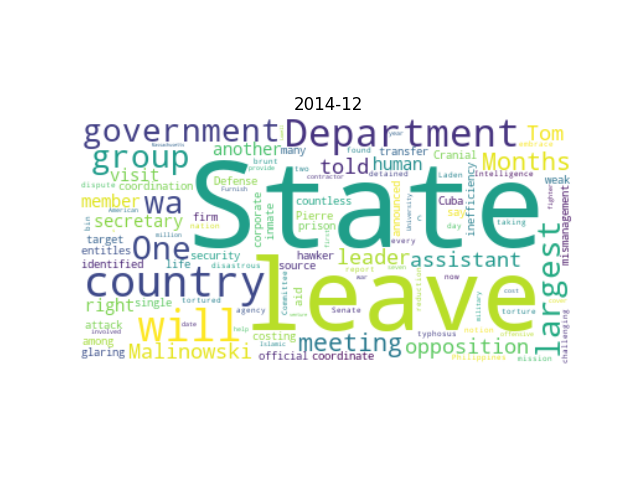 2014-12
government Department Tom
embrace
group another many transfer Cranial Months
brunt told human
visit found detained Laden Intelligence weak
dispute coordination Defense provide two contractor
member wa Furnish State
secretary firm corporate inmate countless Pierre prison announced University Cuba say inefficiency fighter mismanagement
American nation every day taking
bin target One security hawker leader assistant largest
entitles source
identified life disastrous report now
country leave
tortured Committee aid Senate war reduction military cost
right single agency torture
attack will costing meeting typhosus opposition offensive challenging
involved date help
among Islamic
glaring Malinowski official coordinate Philippines mission
million
year